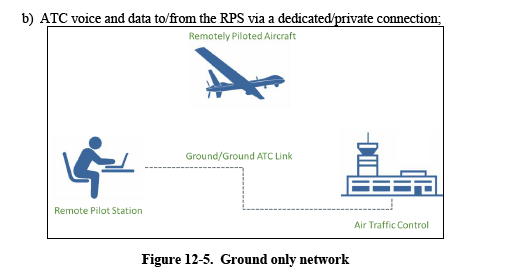 b) ATC voice and data to/from the RPS via a dedicated/private connection;
Remotely Piloted Aircraft
Ground/Ground ATC Link
Remote Pilot Station
Air Traffic Control
Figure 12-5. Ground only network